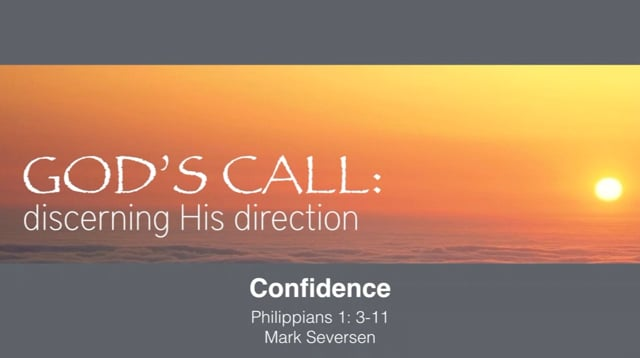 GOD'S CALL:
discerning His direction
Confidence
Philippians 1: 3-11
Mark Seversen